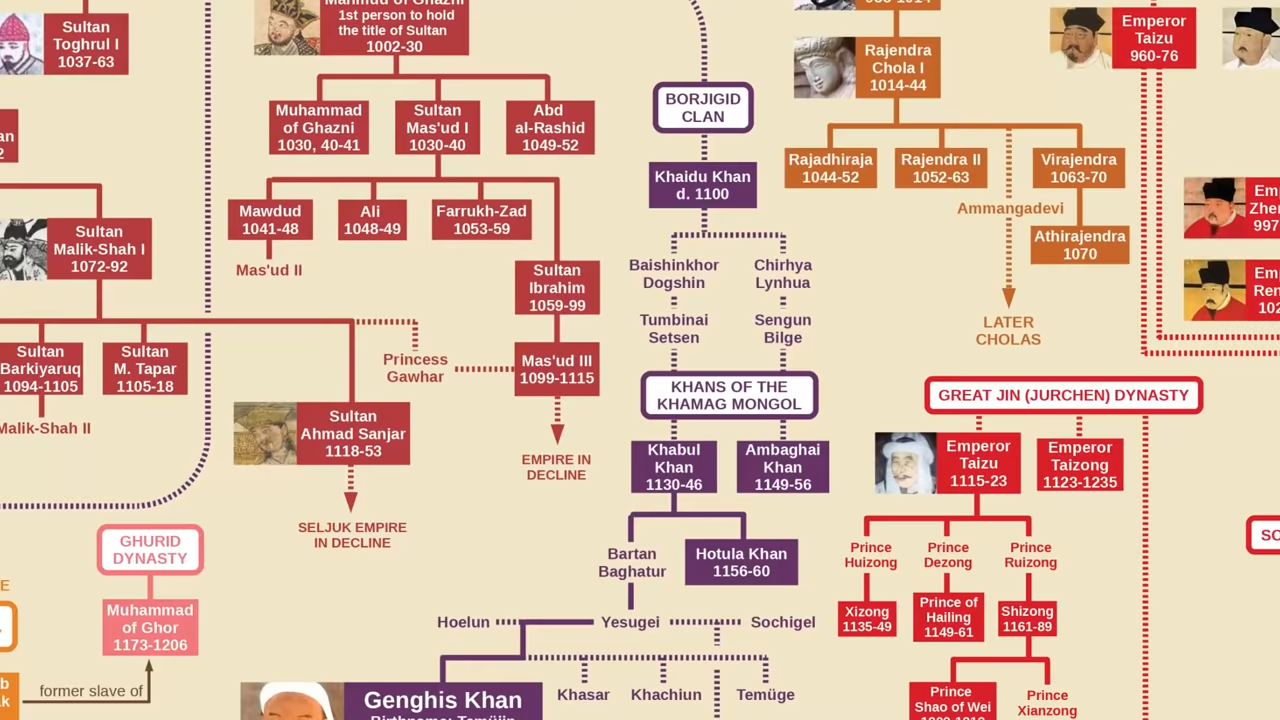 Sultan
Toghrul I
1037-63
Mahmud of Ghazni
1st person to hold
the title of Sultan
1002-30
Muhammad
of Ghazni
1030, 40-41
Sultan
Mas'ud I
1030-40
Abd
al-Rashid
1049-52
Mawdud
1041-48
Ali
1048-49
Farrukh-Zad
1053-59
Mas'ud II
Sultan
Malik-Shah I
1072-92
Sultan
Ibrahim
1059-99
Sultan
Barkiyaruq
1094-1105
Sultan
M. Tapar
1105-18
Princess
Gawhar
Mas'ud III
1099-1115
Malik-Shah II
Sultan
Ahmad Sanjar
1118-53
EMPIRE IN
DECLINE
SELJUK EMPIRE
IN DECLINE
GHURID
DYNASTY
Muhammad
of Ghor
1173-1206
former slave of
BORJIGID
CLAN
Khaidu Khan
d. 1100
Baishinkhor
Dogshin
Chirhya
Lynhua
Tumbinai
Setsen
Sengun
Bilge
KHANS OF THE
KHAMAG MONGOL
Khabul
Khan
1130-46
Ambaghai
Khan
1149-56
Bartan
Baghatur
Hotula Khan
1156-60
Hoelun
Yesugei
Sochigel
Genghis Khan
Birthname: Temüjin
Khasar
Khachiun
Temüge
Rajendra
Chola I
1014-44
Rajadhiraja
1044-52
Rajendra II
1052-63
Virajendra
1063-70
Ammangadevi
Athirajendra
1070
LATER
CHOLAS
Emperor
Taizu
960-76
GREAT JIN (JURCHEN) DYNASTY
Emperor
Taizu
1115-23
Emperor
Taizong
1123-1235
Prince
Huizong
Prince
Dezong
Prince
Ruizong
Xizong
1135-49
Prince of
Hailing
1149-61
Shizong
1161-89
Prince
Shao of Wei
Prince
Xianzong